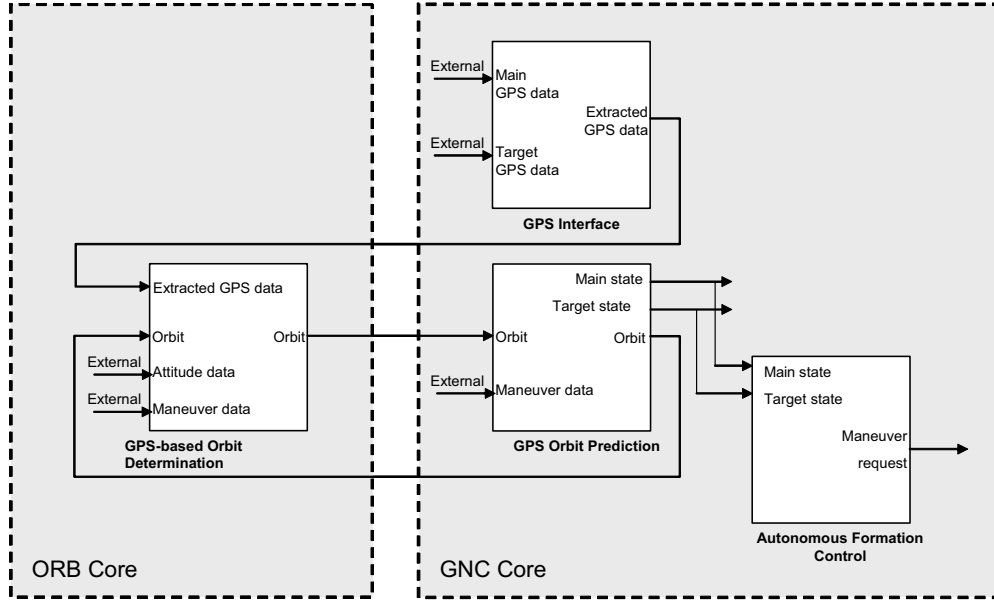 External
Main
GPS data
Extracted
GPS data
External
Target
GPS data
GPS Interface
Extracted GPS data
Orbit
Orbit
External
Attitude data
External
Maneuver data
GPS-based Orbit
Determination
Main state
Target state
Orbit
Orbit
External
Maneuver data
GPS Orbit Prediction
Main state
Target state
Maneuver
request
Autonomous Formation
Control
ORB Core
GNC Core